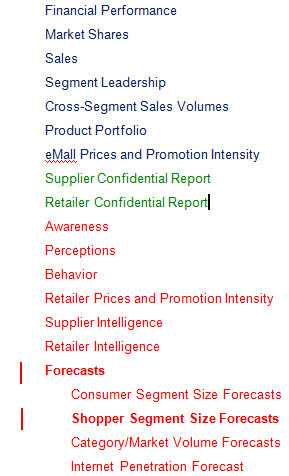 Financial Performance
Market Shares
Sales
Segment Leadership
Cross-Segment Sales Volumes
Product Portfolio
eMall Prices and Promotion Intensity
Supplier Confidential Report
Retailer Confidential Report
Awareness
Perceptions
Behavior
Retailer Prices and Promotion Intensity
Supplier Intelligence
Retailer Intelligence
Forecasts
Consumer Segment Size Forecasts
Shopper Segment Size Forecasts
Category/Market Volume Forecasts
Internet Penetration Forecast